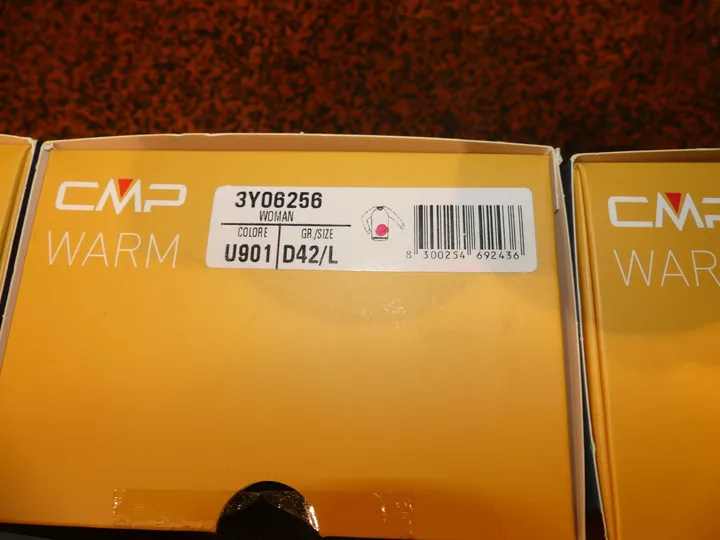 CMP
WARM
3Y06256
WOMAN
COLORE GR./SIZE
U901 D42/L
8 300254 692436
CMP
WAR